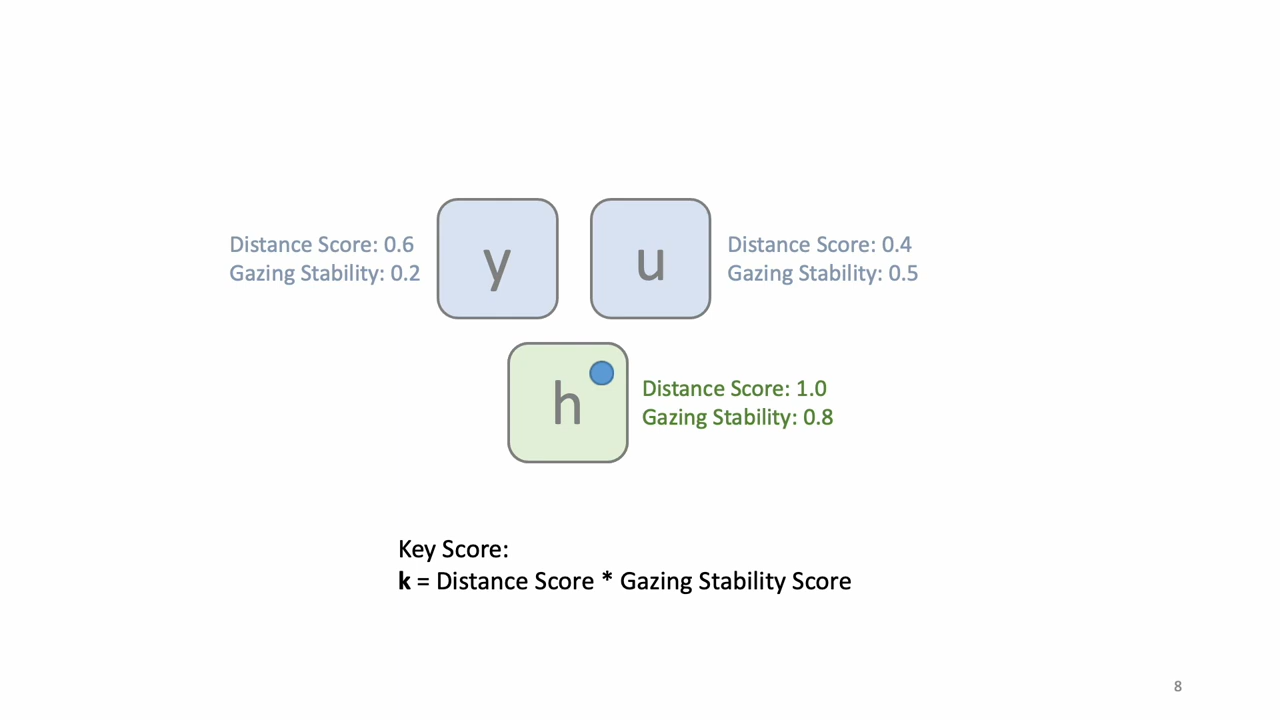 Distance Score: 0.6
Gazing Stability: 0.2
y
u
Distance Score: 0.4
Gazing Stability: 0.5
h
Distance Score: 1.0
Gazing Stability: 0.8
Key Score:
k = Distance Score * Gazing Stability Score
8